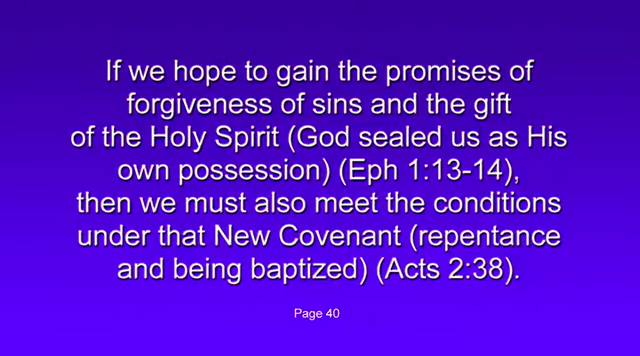 If we hope to gain the promises of
forgiveness of sins and the gift
of the Holy Spirit (God sealed us as His
own possession) (Eph 1:13-14),
then we must also meet the conditions
under that New Covenant (repentance
and being baptized) (Acts 2:38).
Page 40